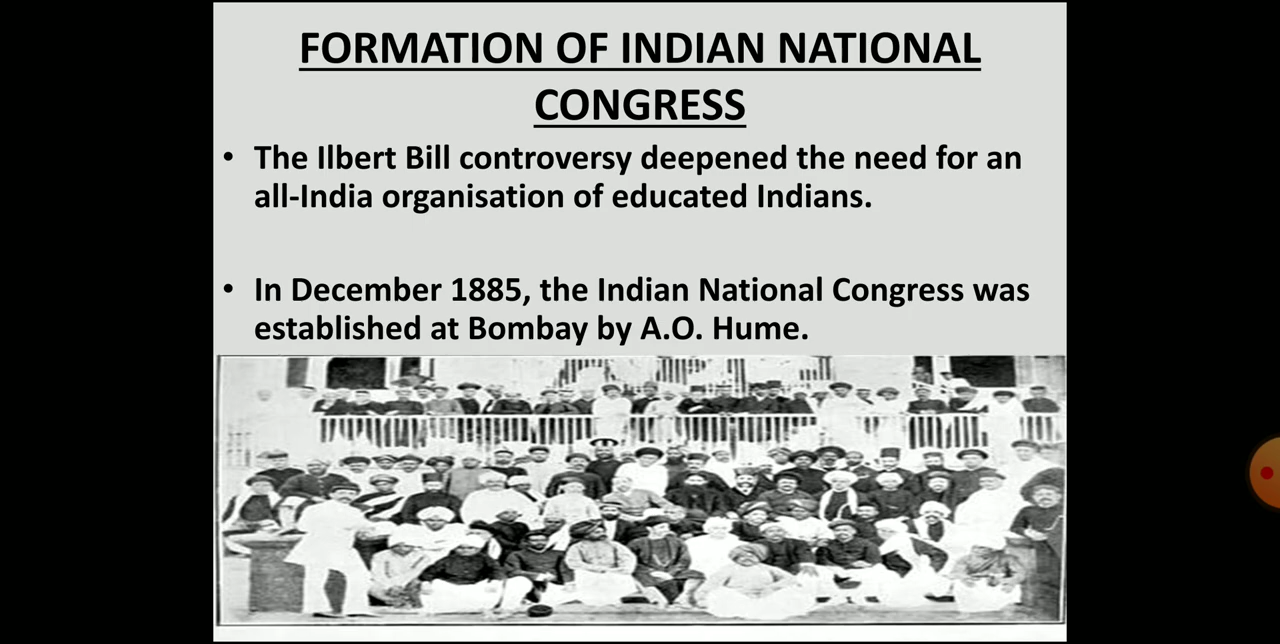 FORMATION OF INDIAN NATIONAL
CONGRESS
• The Ilbert Bill controversy deepened the need for an
all-India organisation of educated Indians.
• In December 1885, the Indian National Congress was
established at Bombay by A.O. Hume.